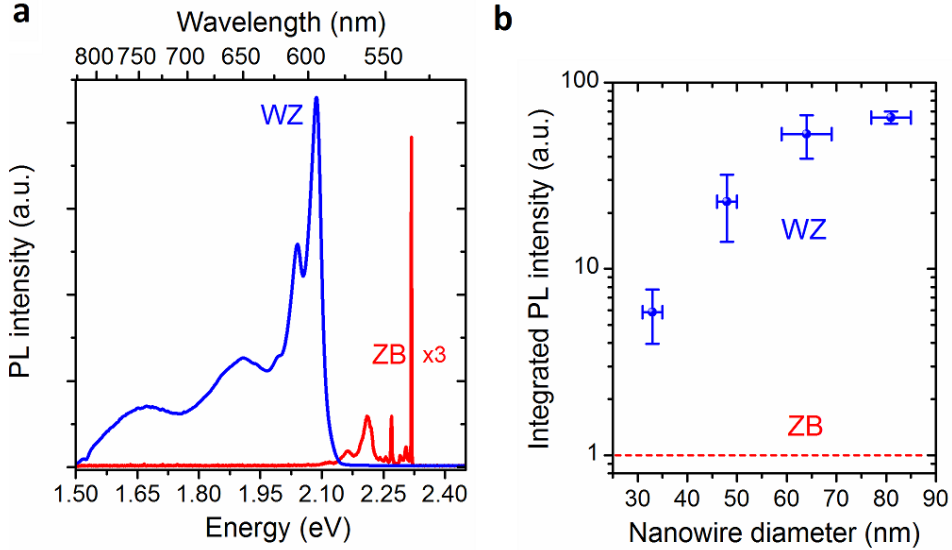 a
Wavelength (nm)
800 750 700 650 600 550
WZ
ZB x3
PL intensity (a.u.)
1.50 1.65 1.80 1.95 2.10 2.25 2.40
Energy (eV)
b
100
10
1
WZ
ZB
Integrated PL intensity (a.u.)
30 40 50 60 70 80 90
Nanowire diameter (nm)